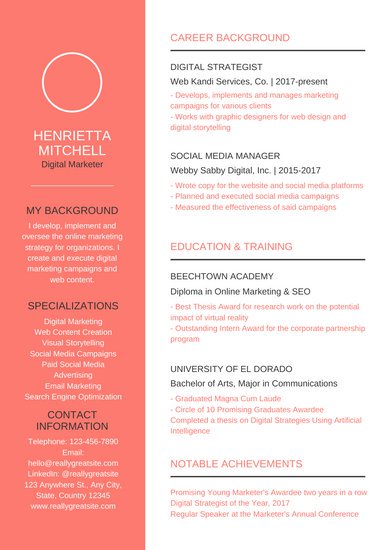 HENRIETTA
MITCHELL
Digital Marketer
MY BACKGROUND
I develop, implement and
oversee the online marketing
strategy for organizations. I
create and execute digital
marketing campaigns and
web content.
SPECIALIZATIONS
Digital Marketing
Web Content Creation
Visual Storytelling
Social Media Campaigns
Paid Social Media
Advertising
Email Marketing
Search Engine Optimization
CONTACT
INFORMATION
Telephone: 123-456-7890
Email:
hello@reallygreatsite.com
LinkedIn: @reallygreatsite
123 Anywhere St., Any City,
State, Country 12345
www.reallygreatsite.com
CAREER BACKGROUND
DIGITAL STRATEGIST
Web Kandi Services, Co. | 2017-present
- Develops, implements and manages marketing
campaigns for various clients
- Works with graphic designers for web design and
digital storytelling
SOCIAL MEDIA MANAGER
Webby Sabby Digital, Inc. | 2015-2017
- Wrote copy for the website and social media platforms
- Planned and executed social media campaigns
- Measured the effectiveness of said campaigns
EDUCATION & TRAINING
BEECHTOWN ACADEMY
Diploma in Online Marketing & SEO
- Best Thesis Award for research work on the potential
impact of virtual reality
- Outstanding Intern Award for the corporate partnership
program
UNIVERSITY OF EL DORADO
Bachelor of Arts, Major in Communications
- Graduated Magna Cum Laude
- Circle of 10 Promising Graduates Awardee
Completed a thesis on Digital Strategies Using Artificial
Intelligence
NOTABLE ACHIEVEMENTS
Promising Young Marketer's Awardee two years in a row
Digital Strategist of the Year, 2017
Regular Speaker at the Marketer's Annual Conference